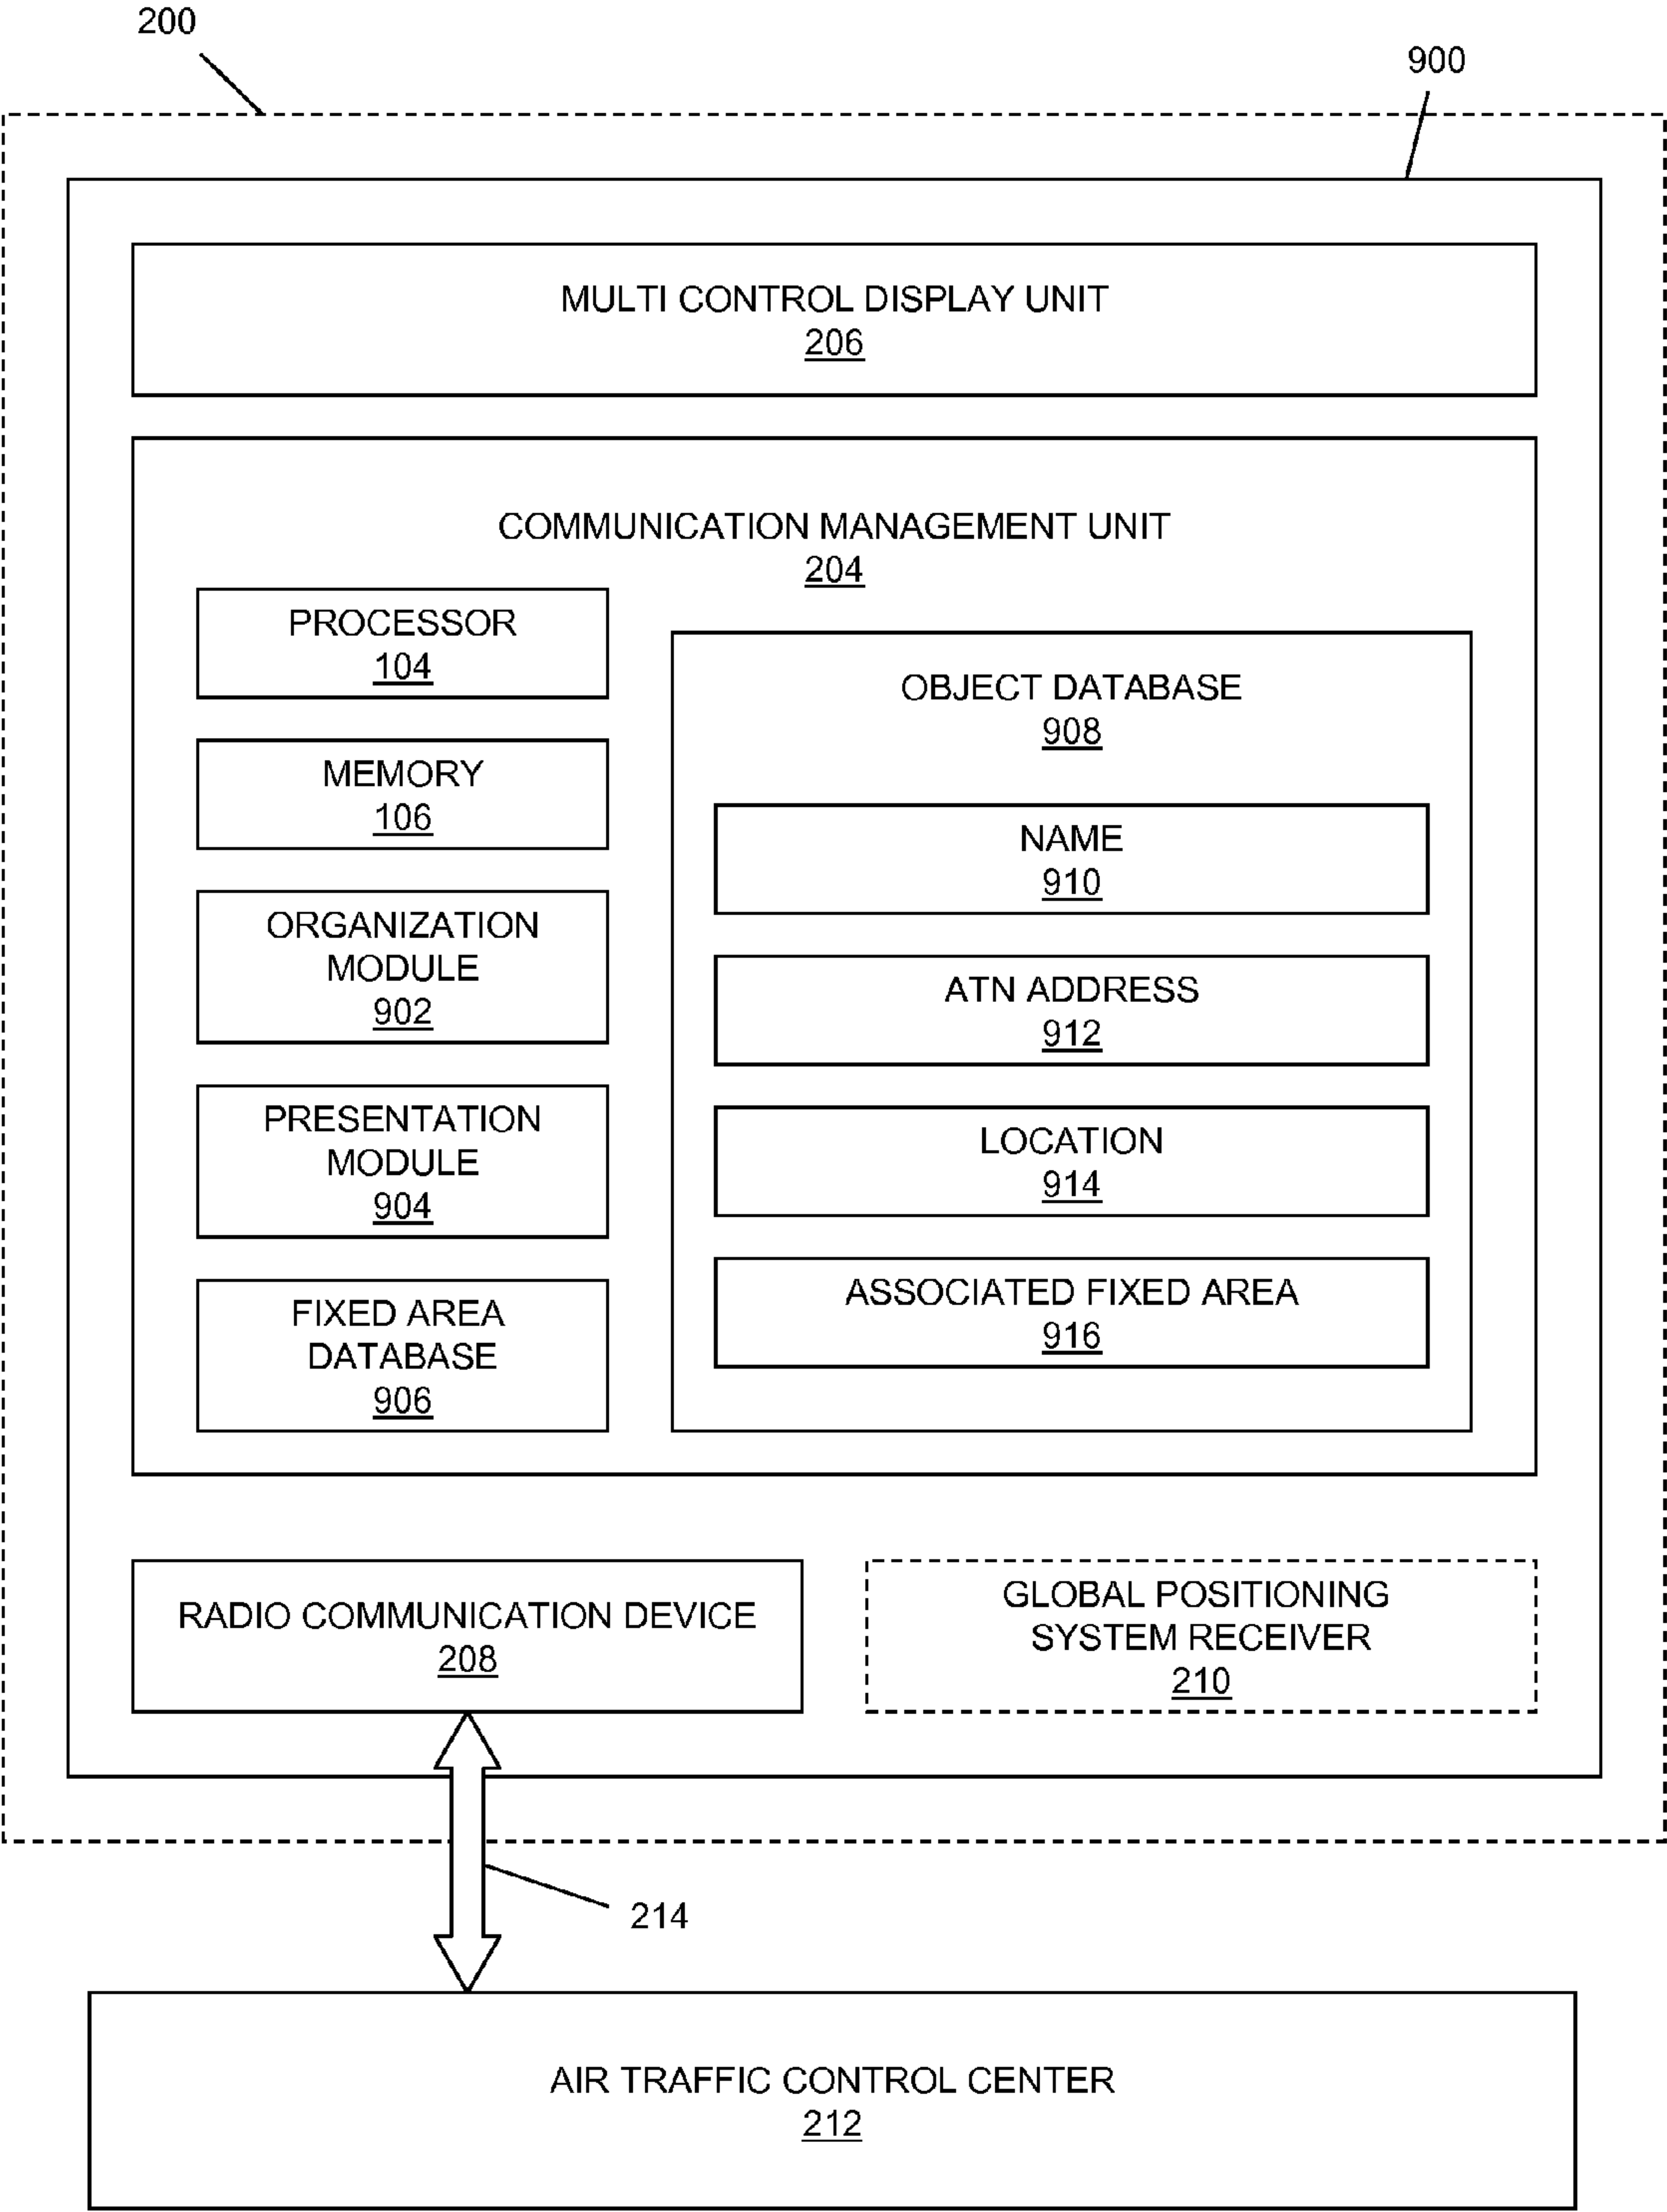 200
900
MULTI CONTROL DISPLAY UNIT
206
COMMUNICATION MANAGEMENT UNIT
204
PROCESSOR
104
MEMORY
106
ORGANIZATION
MODULE
902
PRESENTATION
MODULE
904
FIXED AREA
DATABASE
906
OBJECT DATABASE
908
NAME
910
ATN ADDRESS
912
LOCATION
914
ASSOCIATED FIXED AREA
916
RADIO COMMUNICATION DEVICE
208
GLOBAL POSITIONING
SYSTEM RECEIVER
210
214
AIR TRAFFIC CONTROL CENTER
212